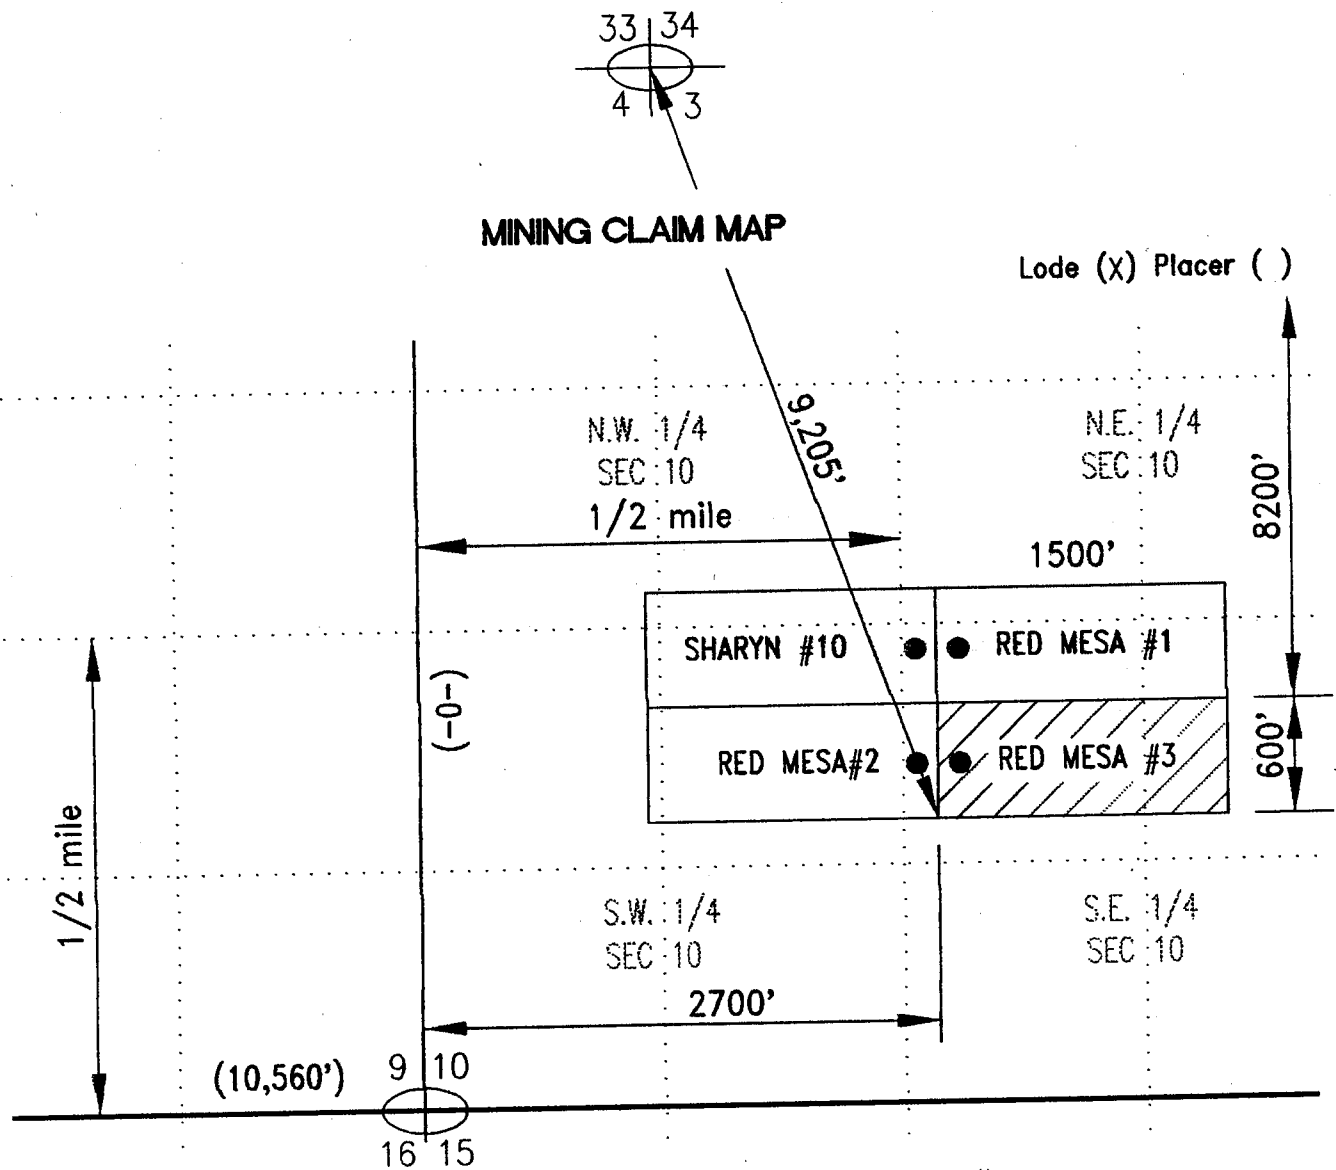 33 34
4 3
MINING CLAIM MAP
Lode (X) Placer ( )
N.W. 1/4
SEC 10
N.E. 1/4
SEC 10
9,205'
8200'
1/2 mile
1500'
SHARYN #10
RED MESA #1
(-0-)
RED MESA#2
RED MESA #3
600'
1/2 mile
S.W. 1/4
SEC 10
S.E. 1/4
SEC 10
2700'
(10,560')
9 10
16 15